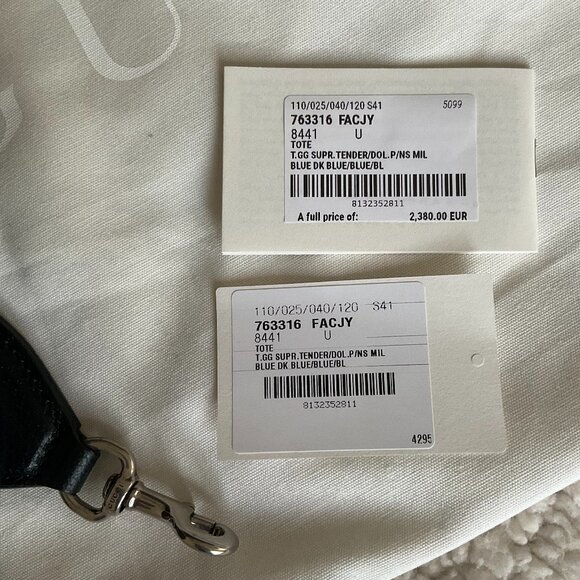 110/025/040/120 S41 5099
763316 FACJY
8441 U
TOTE
T.GG SUPR.TENDER/DOL.P/NS MIL
BLUE DK BLUE/BLUE/BL
8132352811
A full price of: 2,380.00 EUR
110/025/040/120 S41
763316 FACJY
8441 U
TOTE
T.GG SUPR.TENDER/DOL.P/NS MIL
BLUE DK BLUE/BLUE/BL
8132352811
4295
GUCCI